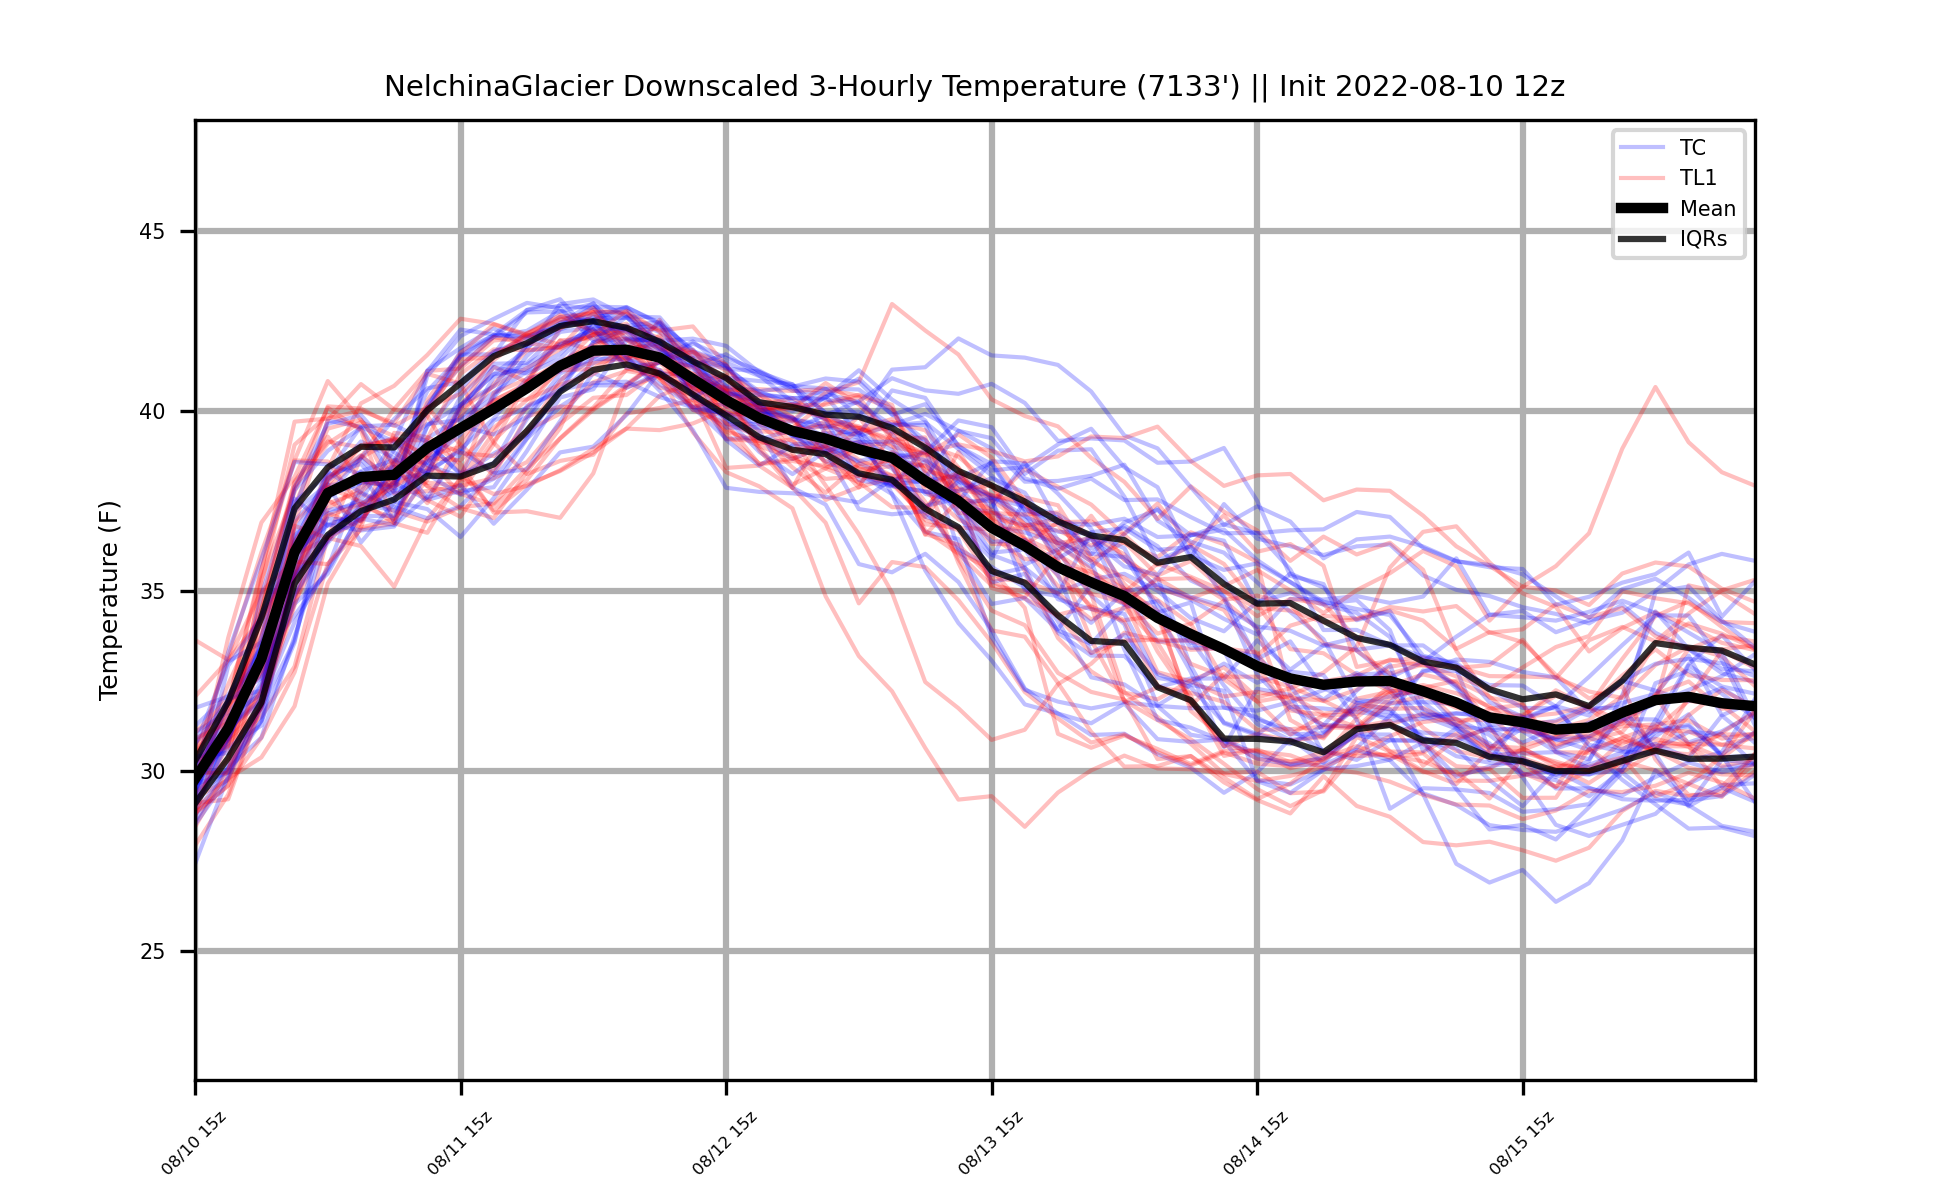 NelchinaGlacier Downscaled 3-Hourly Temperature (7133') || Init 2022-08-10 12z
TC
TL1
Mean
IQRs
Temperature (F)
45
40
35
30
25
08/10 15z
08/11 15z
08/12 15z
08/13 15z
08/14 15z
08/15 15z